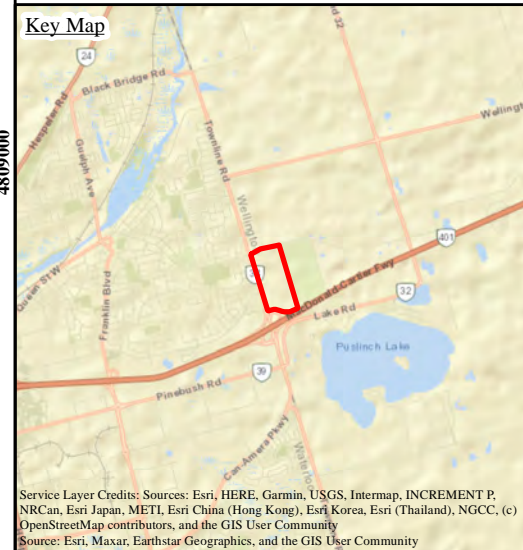 Key Map
4809000
24
Black Bridge Rd
Hespeler Rd
Guelph Ave
Townline Rd
Wellington
401
MacDonald Cartier Fwy
32
Lake Rd
Queen St W
Franklin Blvd
Puslinch Lake
Pinebush Rd
39
Can-Amera Pkwy
Service Layer Credits: Sources: Esri, HERE, Garmin, USGS, Intermap, INCREMENT P,
NRCan, Esri Japan, METI, Esri China (Hong Kong), Esri Korea, Esri (Thailand), NGCC, (c)
OpenStreetMap contributors, and the GIS User Community
Source: Esri, Maxar, Earthstar Geographics, and the GIS User Community